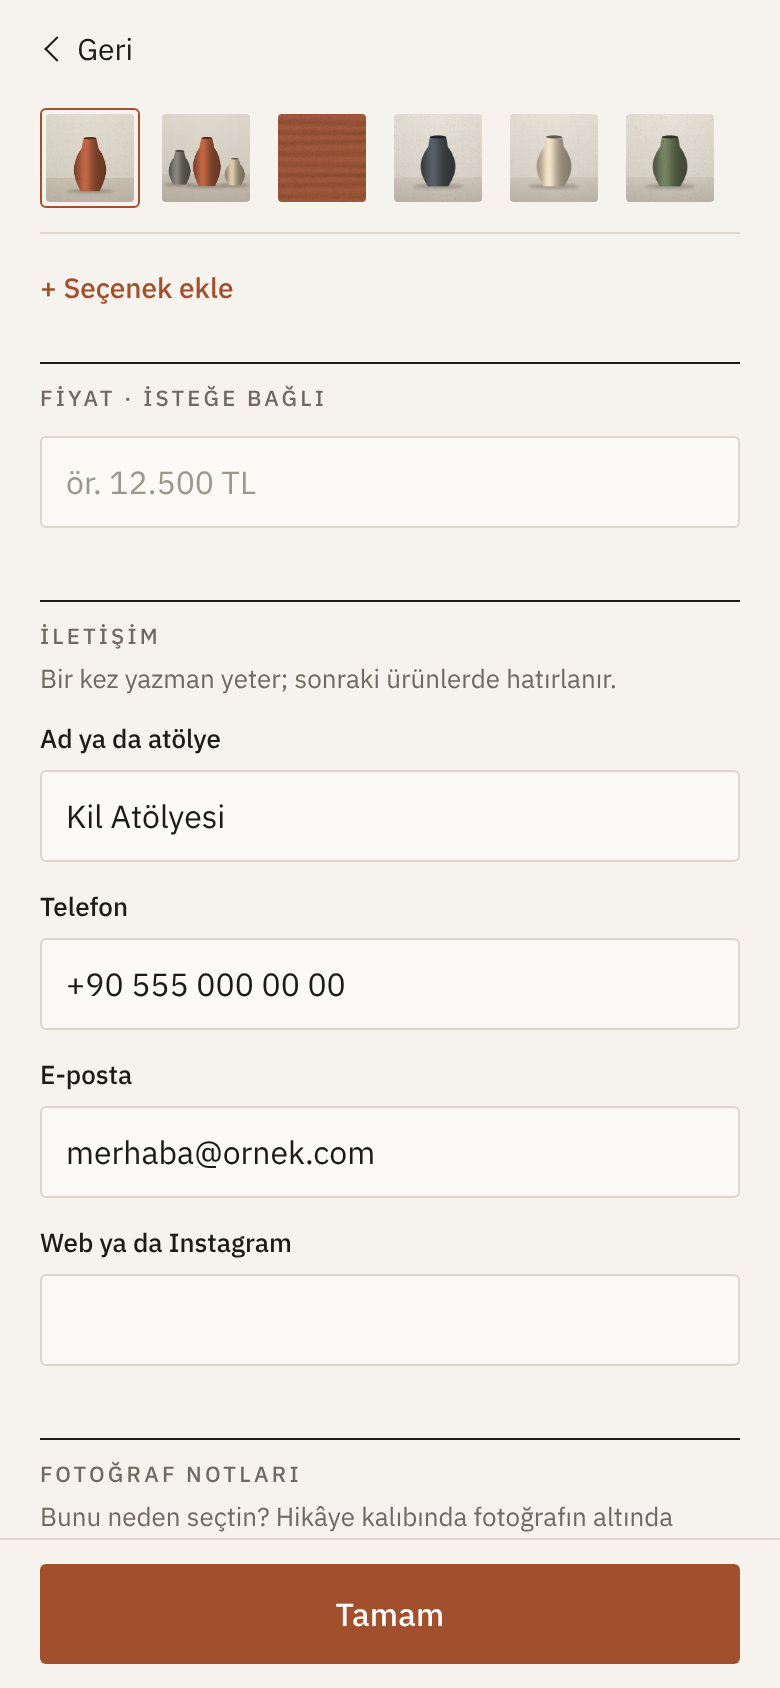 Geri
+ Seçenek ekle
FİYAT · İSTEĞE BAĞLI
ör. 12.500 TL
İLETİŞİM
Bir kez yazman yeter; sonraki ürünlerde hatırlanır.
Ad ya da atölye
Kil Atölyesi
Telefon
+90 555 000 00 00
E-posta
merhaba@ornek.com
Web ya da Instagram
FOTOĞRAF NOTLARI
Bunu neden seçtin? Hikâye kalıbında fotoğrafın altında
Tamam